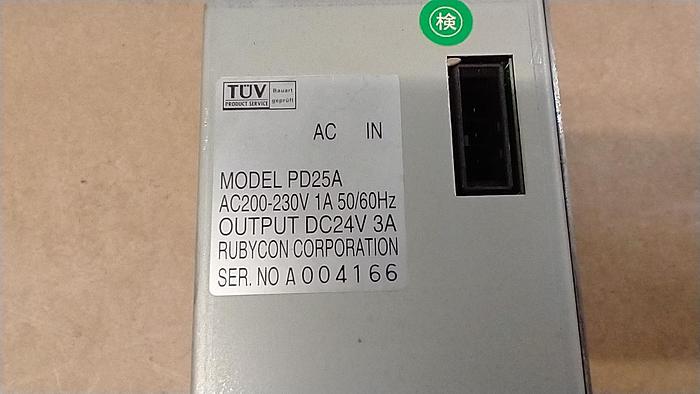 検
TÜV
PRODUCT SERVICE
Bauart
geprüft
AC IN
MODEL PD25A
AC200-230V 1A 50/60Hz
OUTPUT DC24V 3A
RUBYCON CORPORATION
SER. NO A004166